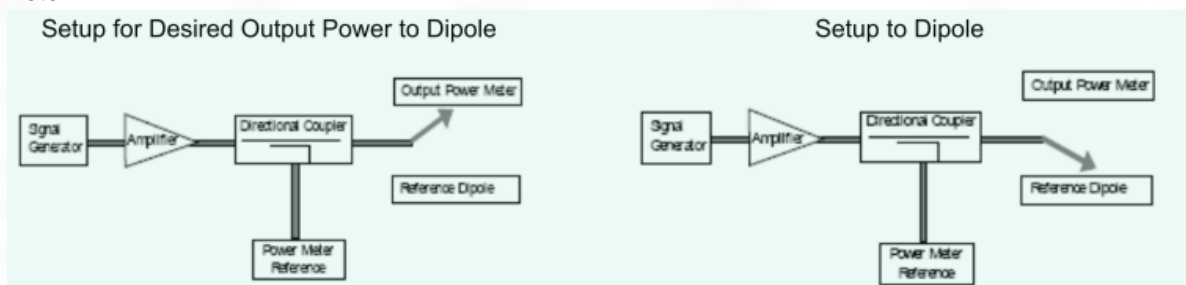 Setup for Desired Output Power to Dipole
Output Power Meter
Signal
Generator
Amplifier
Directional Coupler
Reference Dipole
Power Meter
Reference
Setup to Dipole
Output Power Meter
Signal
Generator
Amplifier
Directional Coupler
Reference Dipole
Power Meter
Reference